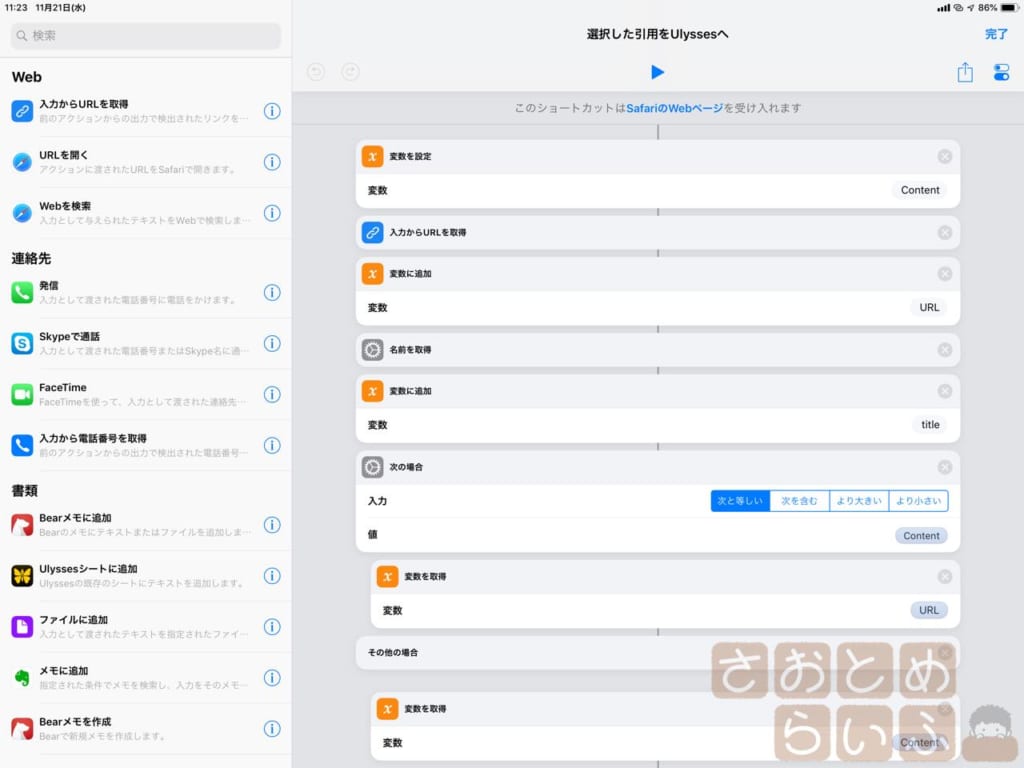 11:23 11月21日(水)
86%
検索
Web
入力からURLを取得
前のアクションからの出力で検出されたリンクを…
URLを開く
アクションに渡されたURLをSafariで開きます。
Webを検索
入力として与えられたテキストをWebで検索しま…
連絡先
発信
入力として渡された電話番号に電話をかけます。
Skypeで通話
入力として渡された電話番号またはSkype名に通…
FaceTime
FaceTimeを使って、入力として渡された連絡先…
入力から電話番号を取得
前のアクションからの出力で検出された電話番号…
書類
Bearメモに追加
Bearのメモにテキストまたはファイルを追加しま…
Ulyssesシートに追加
Ulyssesの既存のシートにテキストを追加します。
ファイルに追加
入力として渡されたテキストを指定されたファイ…
メモに追加
指定された条件でメモを検索し、入力をそのメモ…
Bearメモを作成
Bearで新規メモを作成します。
選択した引用をUlyssesへ
完了
このショートカットはSafariのWebページを受け入れます
変数を設定
変数 Content
入力からURLを取得
変数に追加
変数 URL
名前を取得
変数に追加
変数 title
次の場合
入力 次と等しい 次を含む より大きい より小さい
値 Content
変数を取得
変数 URL
その他の場合
変数を取得
変数 Content
さおとめ
らいふ